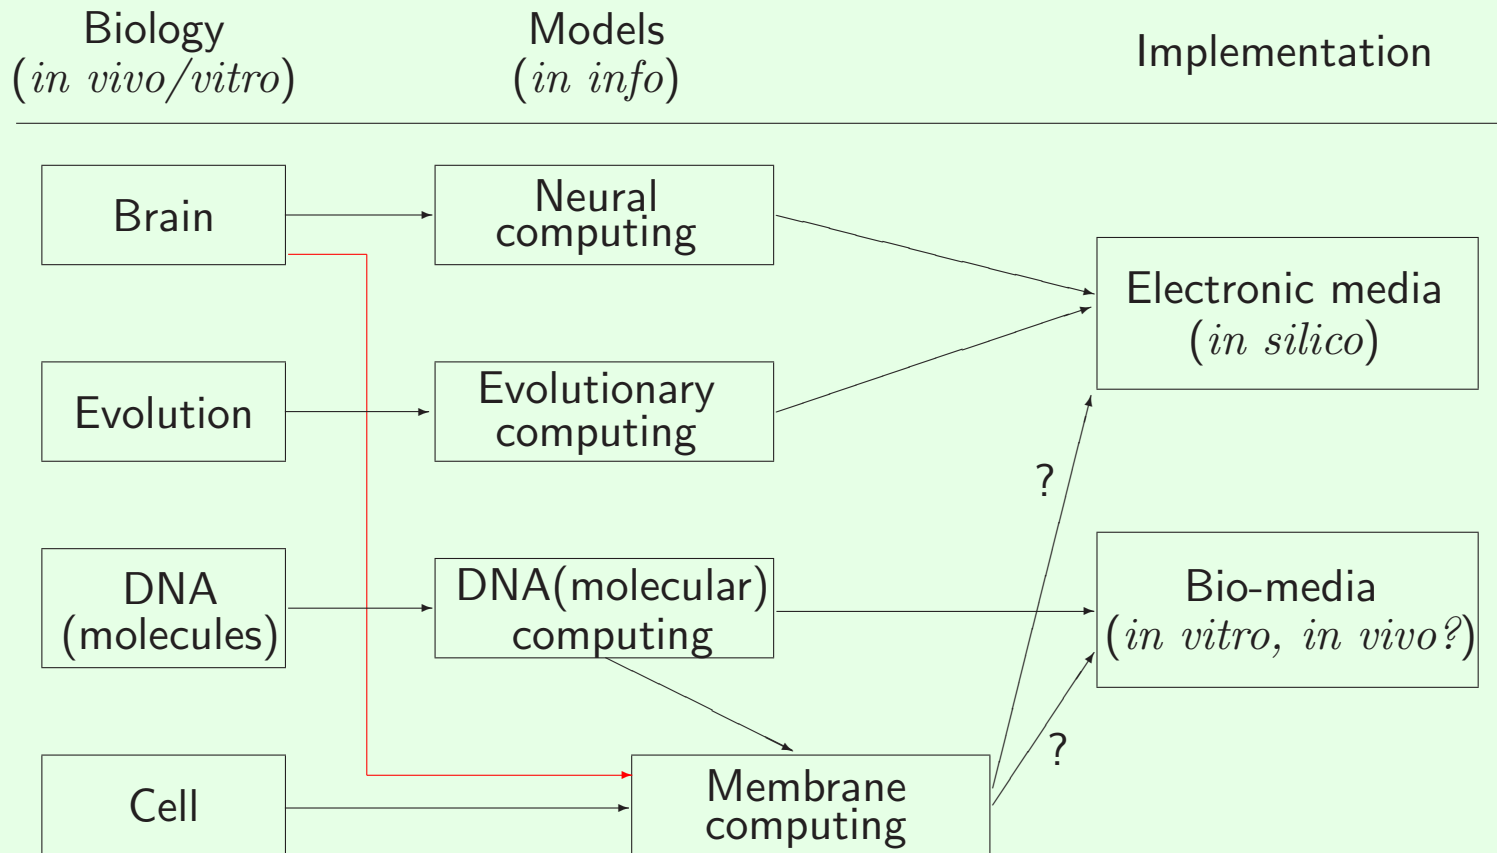 Biology
(in vivo/vitro)
Models
(in info)
Implementation
Brain
Neural
computing
Electronic media
(in silico)
Evolution
Evolutionary
computing
?
DNA
(molecules)
DNA(molecular)
computing
Bio-media
(in vitro, in vivo?)
?
Cell
Membrane
computing